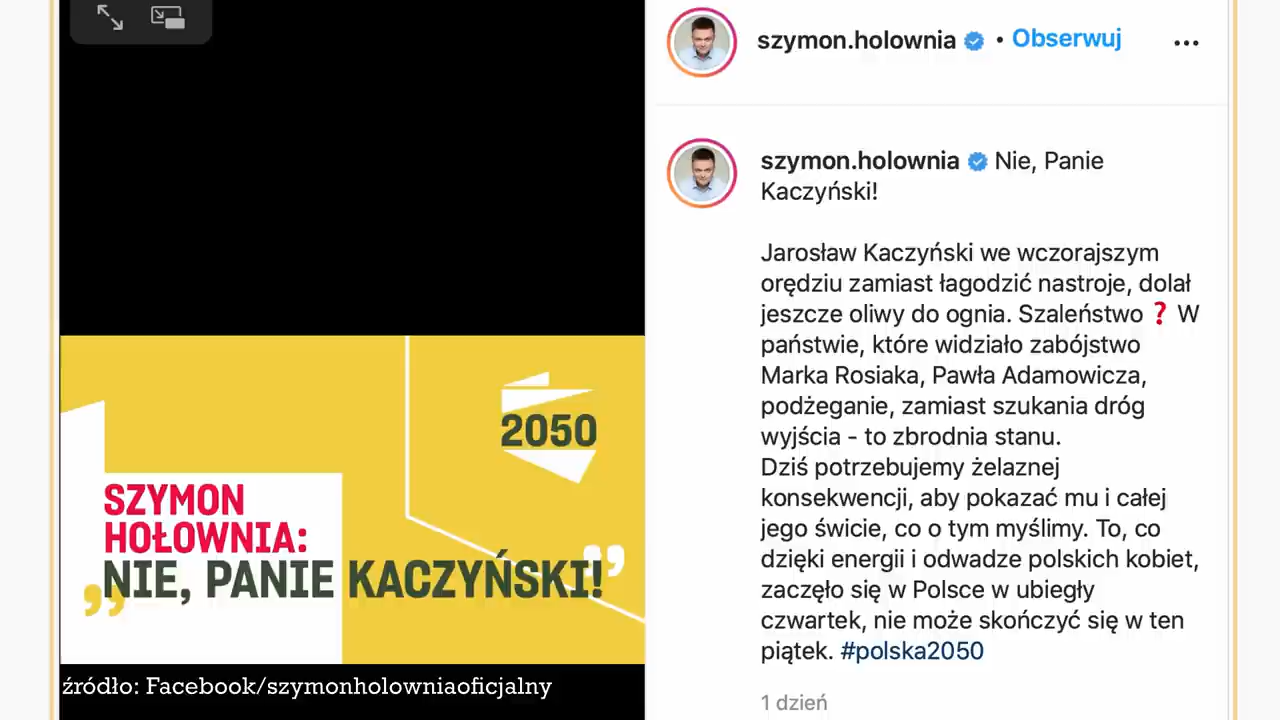 szymon.holownia • Obserwuj ...
szymon.holownia Nie, Panie
Kaczyński!
Jarosław Kaczyński we wczorajszym
orędziu zamiast łagodzić nastroje, dolał
jeszcze oliwy do ognia. Szaleństwo ❓ W
państwie, które widziało zabójstwo
Marka Rosiaka, Pawła Adamowicza,
podżeganie, zamiast szukania dróg
wyjścia - to zbrodnia stanu.
Dziś potrzebujemy żelaznej
konsekwencji, aby pokazać mu i całej
jego świcie, co o tym myślimy. To, co
dzięki energii i odwadze polskich kobiet,
zaczęło się w Polsce w ubiegły
czwartek, nie może skończyć się w ten
piątek. #polska2050
1 dzień
2050
SZYMON
HOŁOWNIA:
„NIE, PANIE KACZYŃSKI!”
źródło: Facebook/szymonholowniaoficjalny